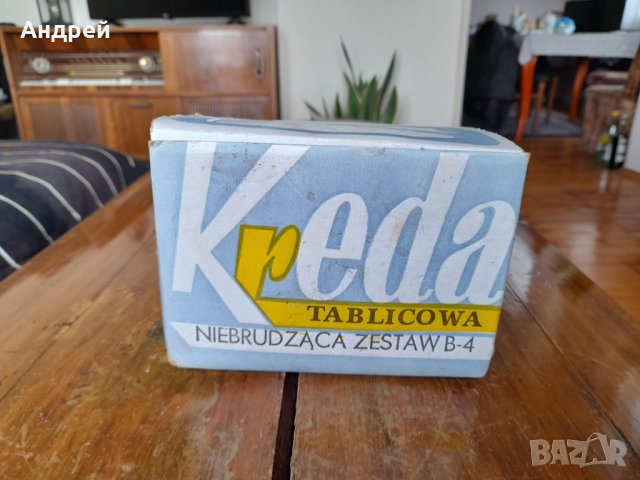 Андрей
Kreda
TABLICOWA
NIEBRUDZĄCA ZESTAW B-4
BAZAR